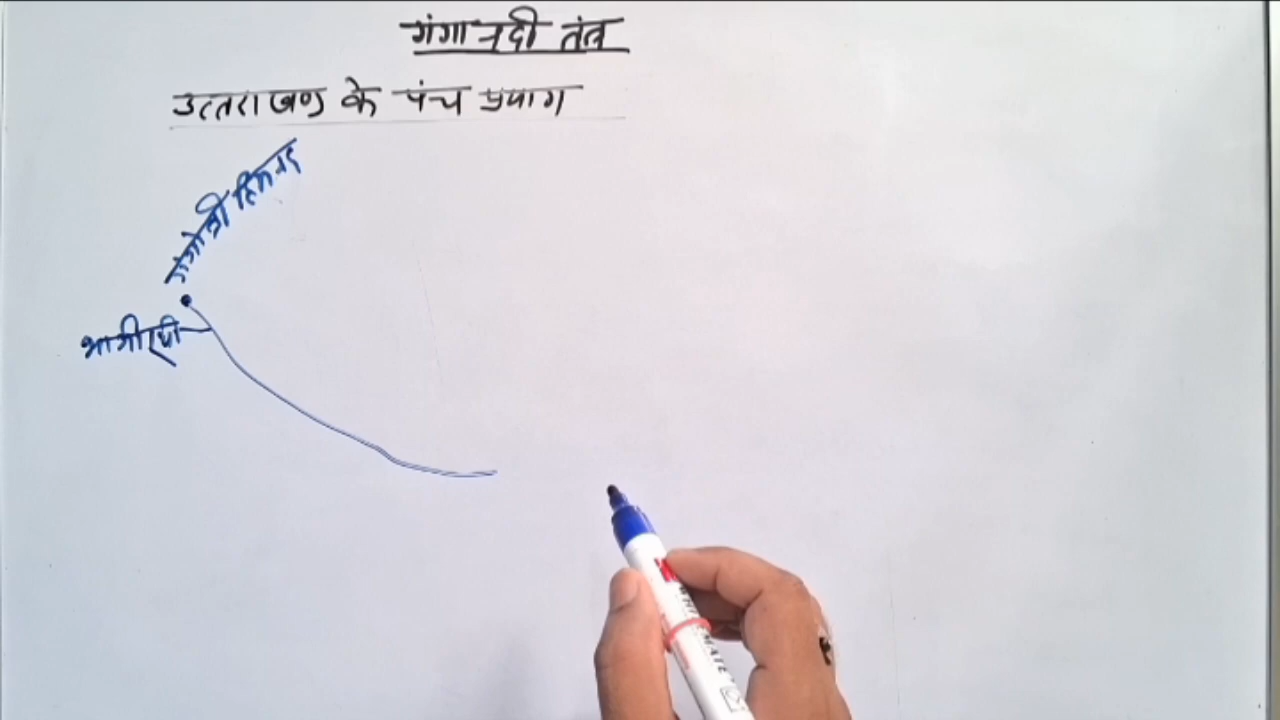 गंगा नदी तंत्र
उत्तराखण्ड के पंच प्रयाग
गंगोत्री हिमनद
भागीरथी